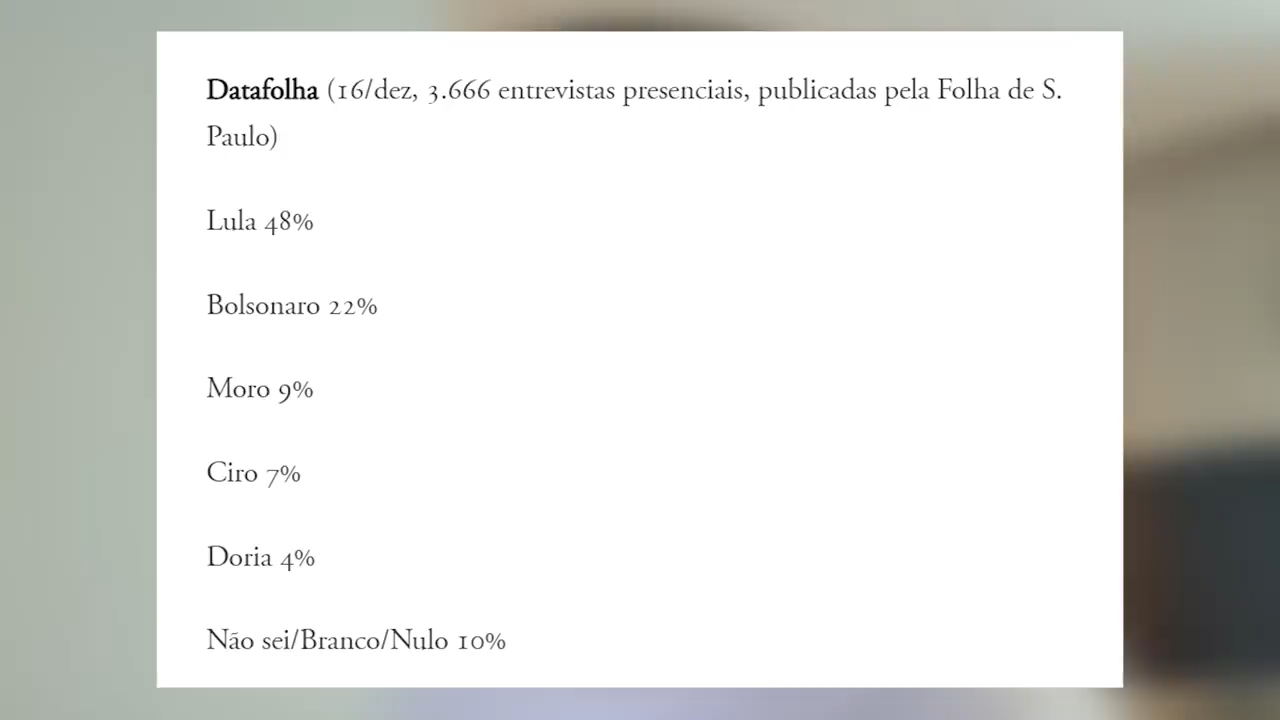 Datafolha (16/dez, 3.666 entrevistas presenciais, publicadas pela Folha de S.
Paulo)
Lula 48%
Bolsonaro 22%
Moro 9%
Ciro 7%
Doria 4%
Não sei/Branco/Nulo 10%